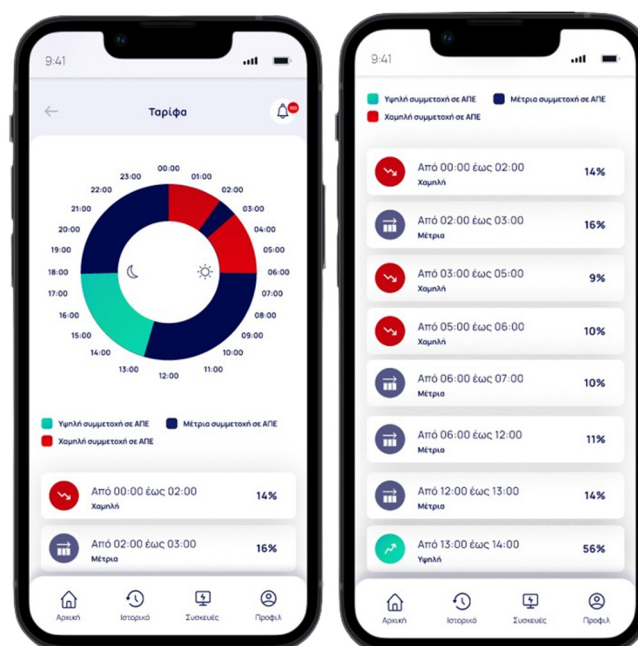 9:41
Ταρίφα
00:00
01:00
02:00
03:00
04:00
05:00
06:00
07:00
08:00
09:00
10:00
11:00
12:00
13:00
14:00
15:00
16:00
17:00
18:00
19:00
20:00
21:00
22:00
23:00
Υψηλή συμμετοχή σε ΑΠΕ Μέτρια συμμετοχή σε ΑΠΕ
Χαμηλή συμμετοχή σε ΑΠΕ
Από 00:00 έως 02:00 14%
Χαμηλή
Από 02:00 έως 03:00 16%
Μέτρια
Αρχική Ιστορικό Συσκευές Προφίλ
9:41
Υψηλή συμμετοχή σε ΑΠΕ Μέτρια συμμετοχή σε ΑΠΕ
Χαμηλή συμμετοχή σε ΑΠΕ
Από 00:00 έως 02:00 14%
Χαμηλή
Από 02:00 έως 03:00 16%
Μέτρια
Από 03:00 έως 05:00 9%
Χαμηλή
Από 05:00 έως 06:00 10%
Χαμηλή
Από 06:00 έως 07:00 10%
Μέτρια
Από 06:00 έως 12:00 11%
Μέτρια
Από 12:00 έως 13:00 14%
Μέτρια
Από 13:00 έως 14:00 56%
Υψηλή
Αρχική Ιστορικό Συσκευές Προφίλ